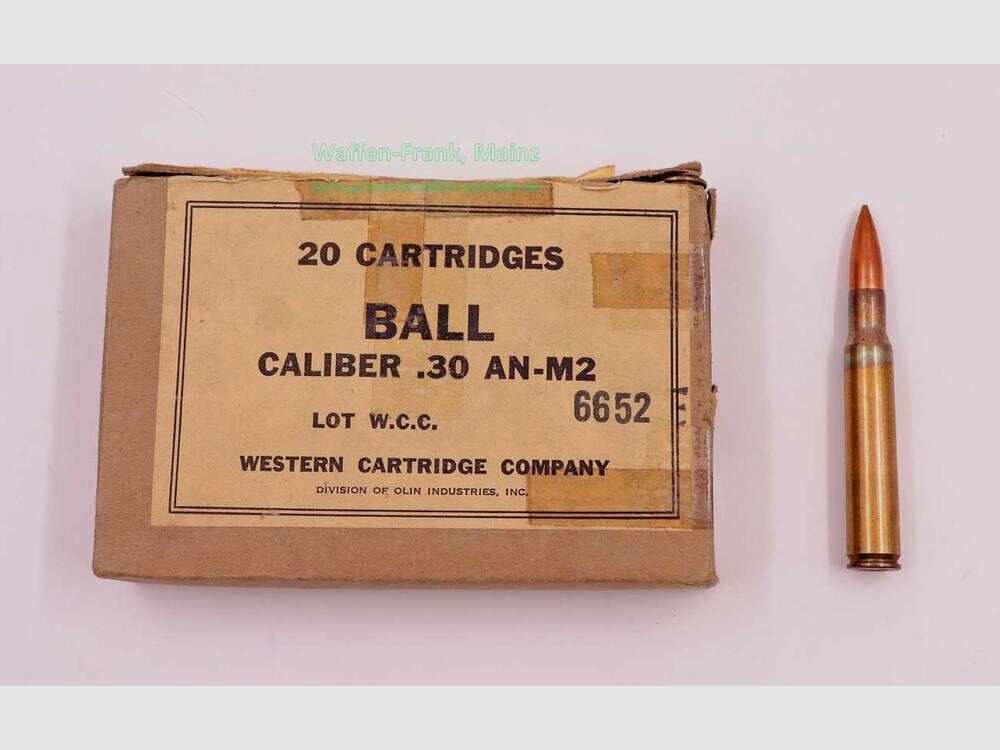 Waffen-Frank, Mainz
20 CARTRIDGES
BALL
CALIBER .30 AN-M2
LOT W.C.C. 6652
WESTERN CARTRIDGE COMPANY
DIVISION OF OLIN INDUSTRIES, INC.